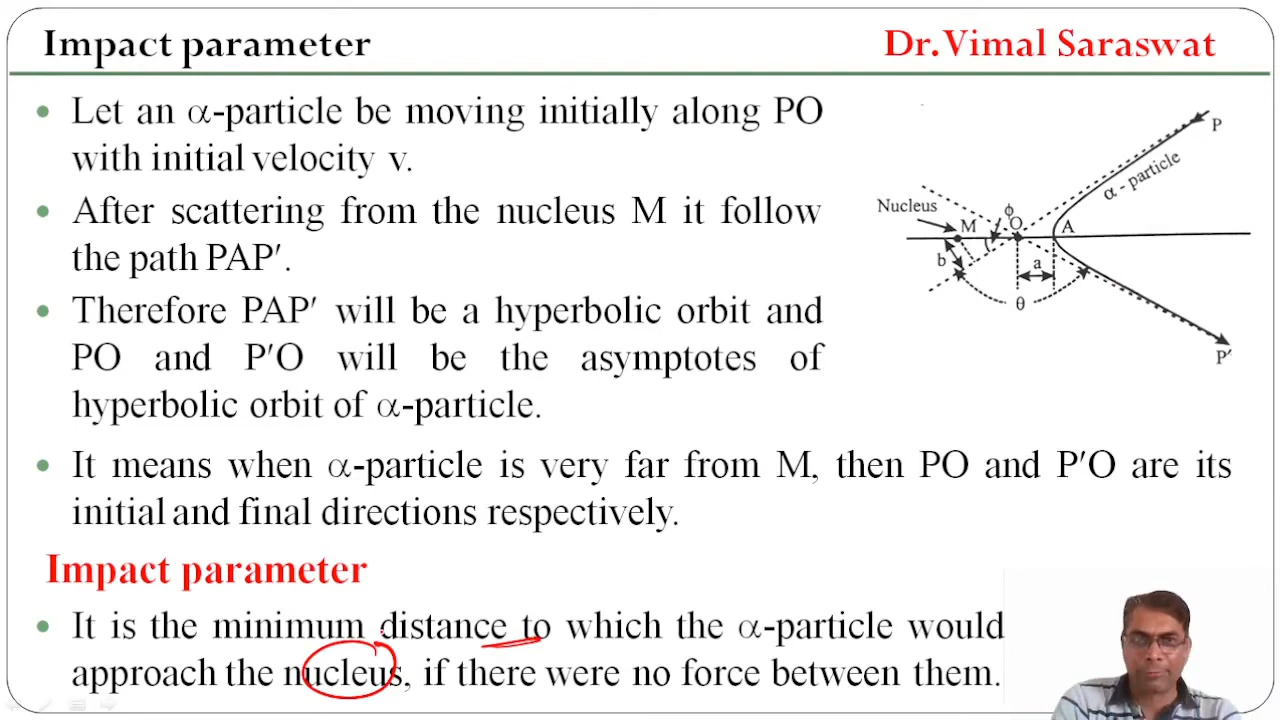 Impact parameter
Dr. Vimal Saraswat
• Let an α-particle be moving initially along PO
with initial velocity v.
• After scattering from the nucleus M it follow
the path PAP′.
• Therefore PAP′ will be a hyperbolic orbit and
PO and P′O will be the asymptotes of
hyperbolic orbit of α-particle.
• It means when α-particle is very far from M, then PO and P′O are its
initial and final directions respectively.
Impact parameter
• It is the minimum distance to which the α-particle would
approach the nucleus, if there were no force between them.
P
α - particle
Nucleus
M
ϕ
O
A
b
a
θ
P′